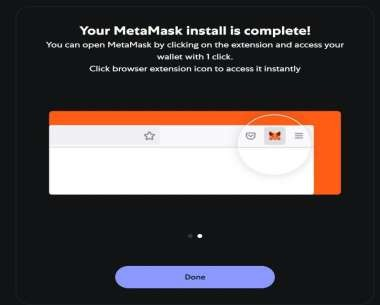 Your MetaMask install is complete!
You can open MetaMask by clicking on the extension and access your
wallet with 1 click.
Click browser extension icon to access it instantly
Done